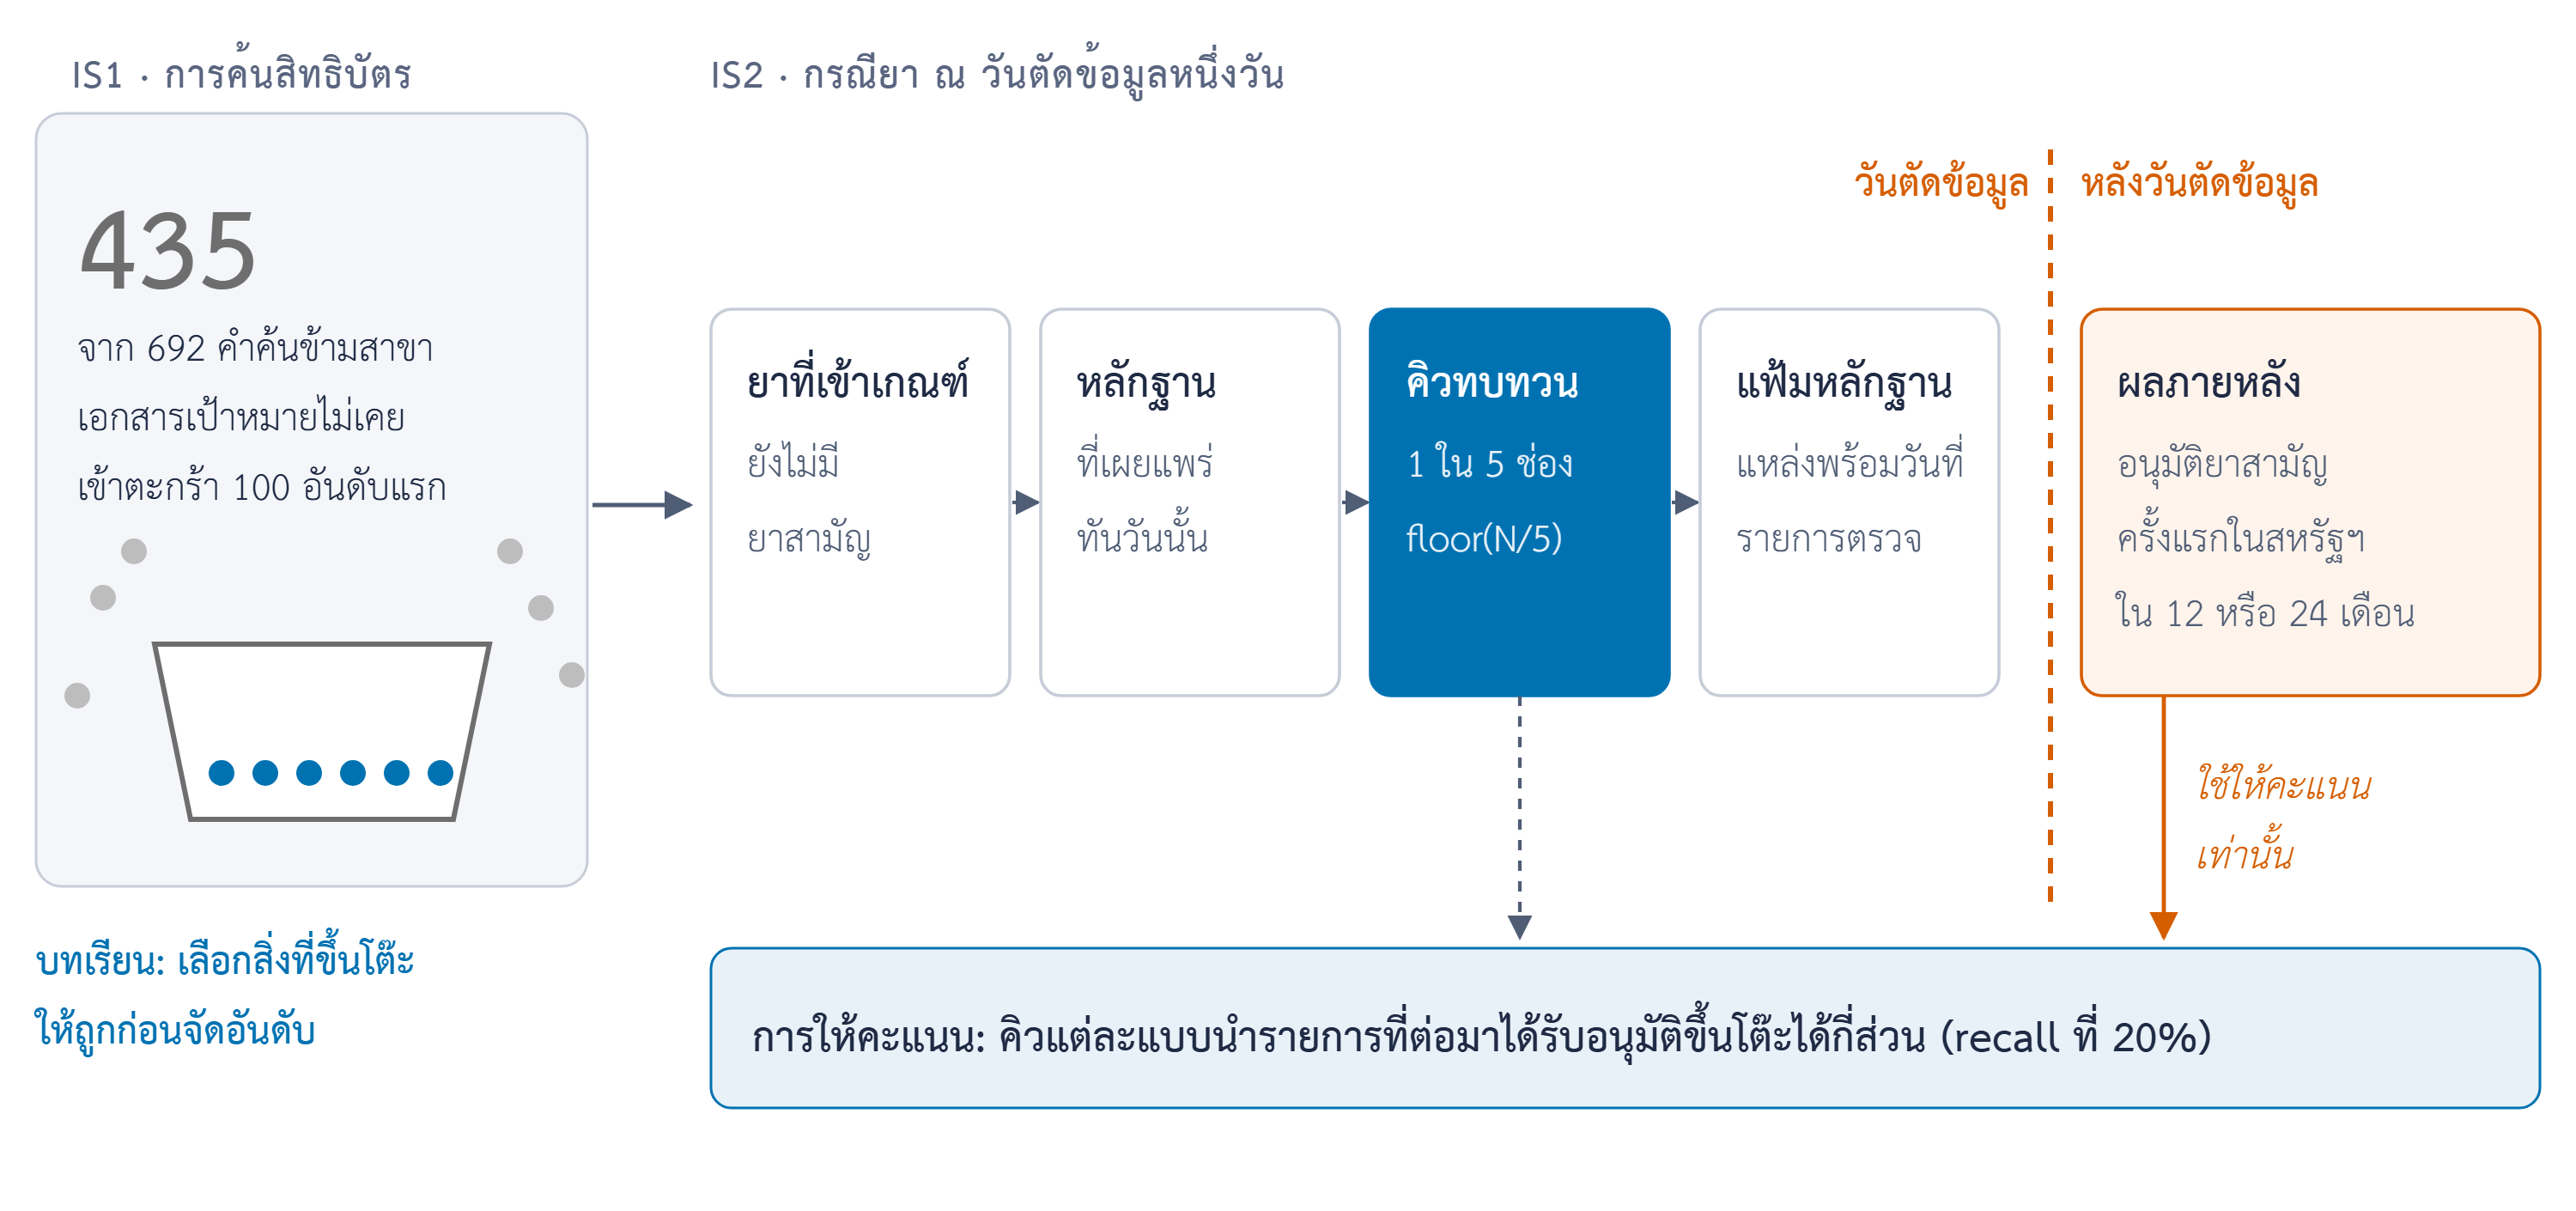 IS1 · การค้นสิทธิบัตร
435
จาก 692 คำค้นข้ามสาขา
เอกสารเป้าหมายไม่เคย
เข้าตะกร้า 100 อันดับแรก
บทเรียน: เลือกสิ่งที่ขึ้นโต๊ะ
ให้ถูกก่อนจัดอันดับ
IS2 · กรณียา ณ วันตัดข้อมูลหนึ่งวัน
วันตัดข้อมูล
หลังวันตัดข้อมูล
ยาที่เข้าเกณฑ์
ยังไม่มี
ยาสามัญ
หลักฐาน
ที่เผยแพร่
ทันวันนั้น
คิวทบทวน
1 ใน 5 ช่อง
floor(N/5)
แฟ้มหลักฐาน
แหล่งพร้อมวันที่
รายการตรวจ
ผลภายหลัง
อนุมัติยาสามัญ
ครั้งแรกในสหรัฐฯ
ใน 12 หรือ 24 เดือน
ใช้ให้คะแนน
เท่านั้น
การให้คะแนน: คิวแต่ละแบบนำรายการที่ต่อมาได้รับอนุมัติขึ้นโต๊ะได้กี่ส่วน (recall ที่ 20%)